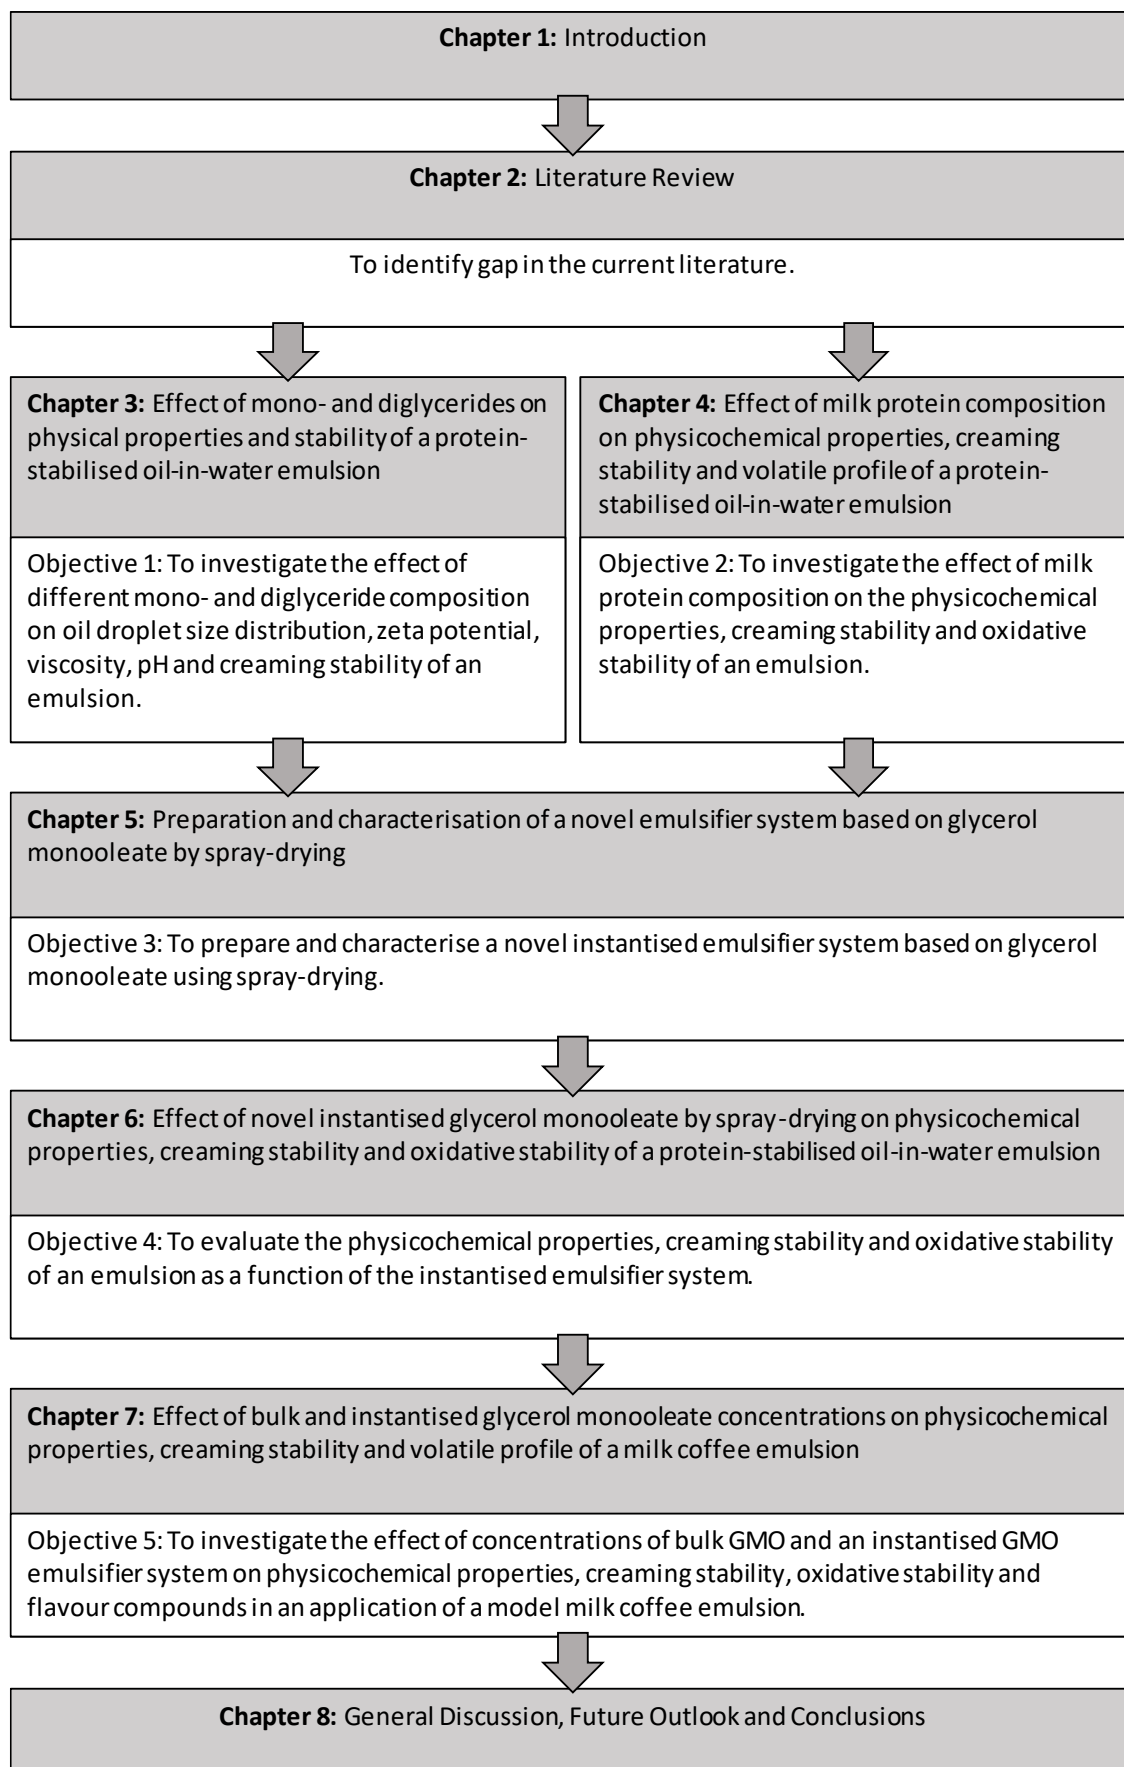 Chapter 1: Introduction
Chapter 2: Literature Review
To identify gap in the current literature.
Chapter 3: Effect of mono- and diglycerides on
physical properties and stability of a protein-
stabilised oil-in-water emulsion
Objective 1: To investigate the effect of
different mono- and diglyceride composition
on oil droplet size distribution, zeta potential,
viscosity, pH and creaming stability of an
emulsion.
Chapter 4: Effect of milk protein composition
on physicochemical properties, creaming
stability and volatile profile of a protein-
stabilised oil-in-water emulsion
Objective 2: To investigate the effect of milk
protein composition on the physicochemical
properties, creaming stability and oxidative
stability of an emulsion.
Chapter 5: Preparation and characterisation of a novel emulsifier system based on glycerol
monooleate by spray-drying
Objective 3: To prepare and characterise a novel instantised emulsifier system based on glycerol
monooleate using spray-drying.
Chapter 6: Effect of novel instantised glycerol monooleate by spray-drying on physicochemical
properties, creaming stability and oxidative stability of a protein-stabilised oil-in-water emulsion
Objective 4: To evaluate the physicochemical properties, creaming stability and oxidative stability
of an emulsion as a function of the instantised emulsifier system.
Chapter 7: Effect of bulk and instantised glycerol monooleate concentrations on physicochemical
properties, creaming stability and volatile profile of a milk coffee emulsion
Objective 5: To investigate the effect of concentrations of bulk GMO and an instantised GMO
emulsifier system on physicochemical properties, creaming stability, oxidative stability and
flavour compounds in an application of a model milk coffee emulsion.
Chapter 8: General Discussion, Future Outlook and Conclusions